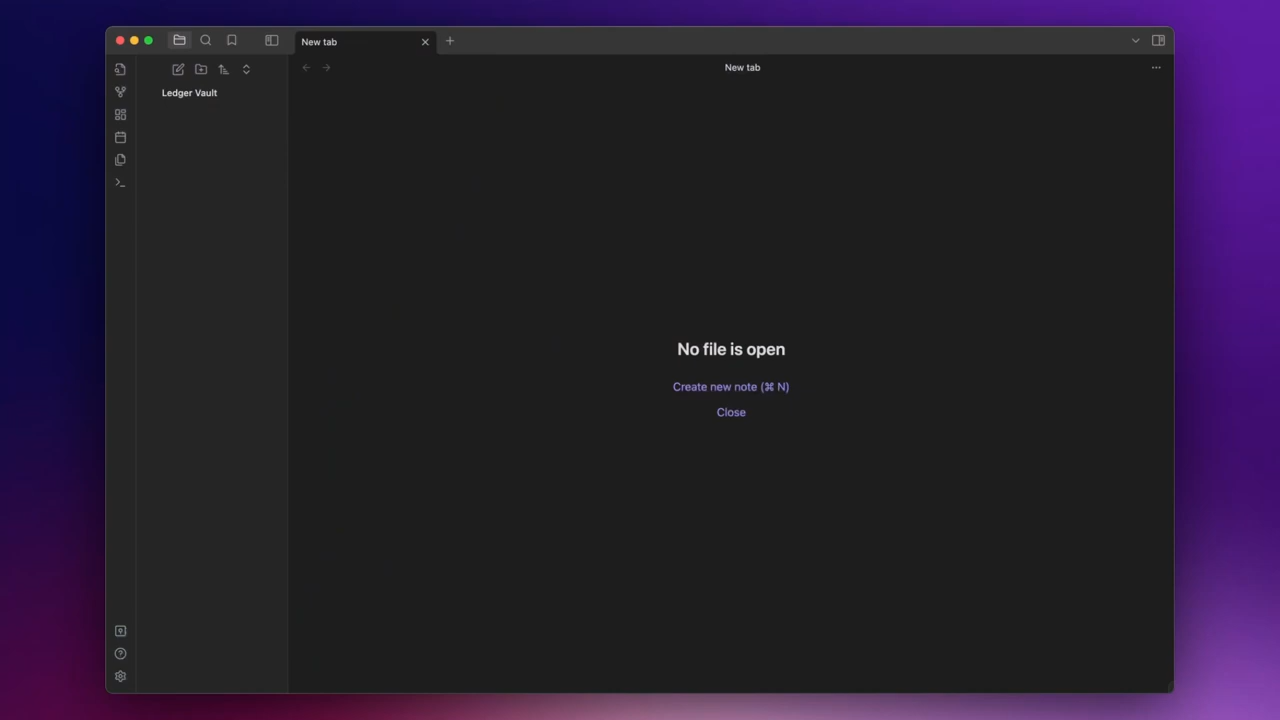 New tab
New tab
Ledger Vault
No file is open
Create new note (⌘ N)
Close